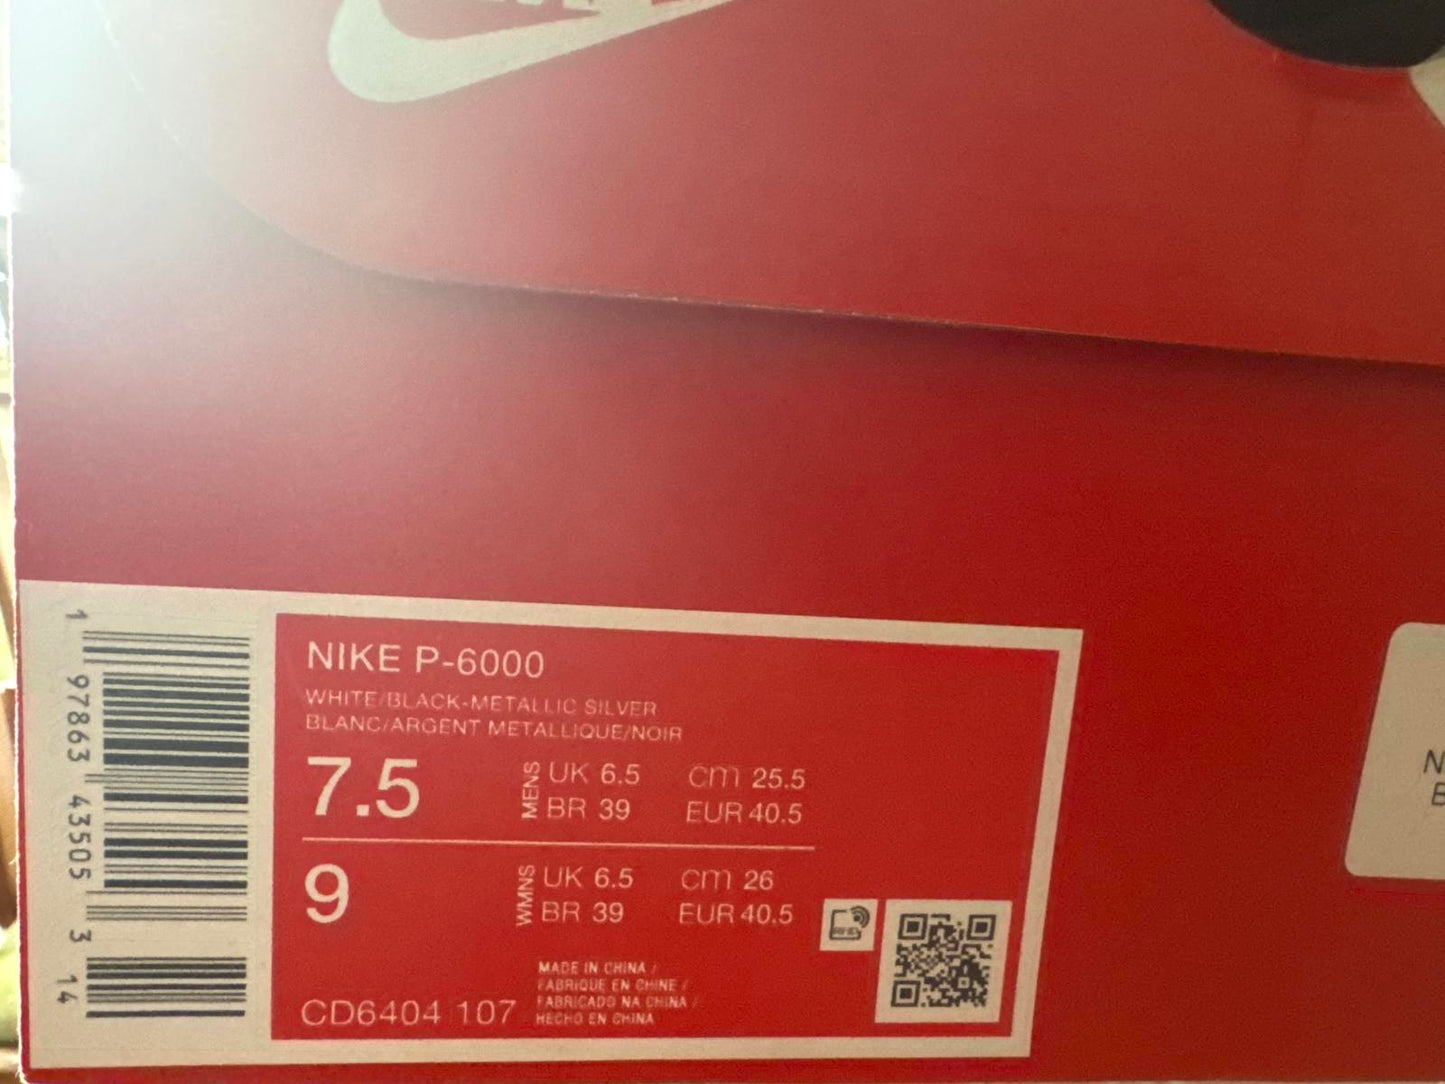 NIKE P-6000
WHITE/BLACK-METALLIC SILVER
BLANC/ARGENT METALLIQUE/NOIR
7.5 MENS UK 6.5 cm 25.5
BR 39 EUR 40.5
9 WMNS UK 6.5 cm 26
BR 39 EUR 40.5
MADE IN CHINA /
FABRIQUE EN CHINE /
FABRICADO NA CHINA /
HECHO EN CHINA
CD6404 107
RFID
1 97863 43505 3 14